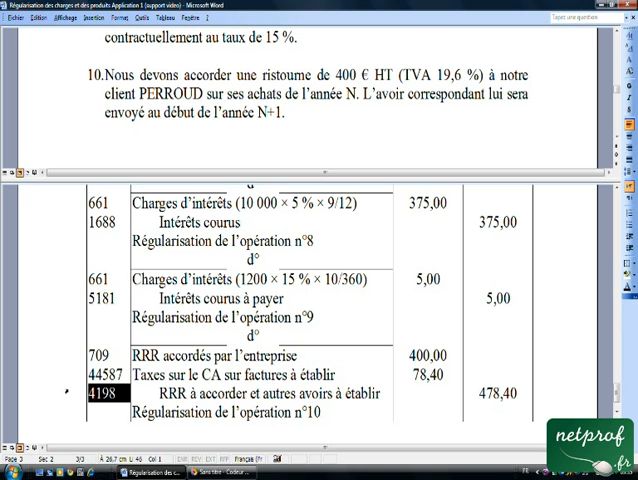 Régularisation des charges et des produits Application 1 (support video) - Microsoft Word
Fichier Edition Affichage Insertion Format Outils Tableau Fenêtre ?
Tapez une question
contractuellement au taux de 15 %.
10. Nous devons accorder une ristourne de 400 € HT (TVA 19,6 %) à notre
client PERROUD sur ses achats de l'année N. L'avoir correspondant lui sera
envoyé au début de l'année N+1.
d°
661 Charges d'intérêts (10 000 × 5 % × 9/12) 375,00
1688 Intérêts courus 375,00
Régularisation de l'opération n°8
d°
661 Charges d'intérêts (1200 × 15 % × 10/360) 5,00
5181 Intérêts courus à payer 5,00
Régularisation de l'opération n°9
d°
709 RRR accordés par l'entreprise 400,00
44587 Taxes sur le CA sur factures à établir 78,40
4198 RRR à accorder et autres avoirs à établir 478,40
Régularisation de l'opération n°10
netprof
.fr
Page 3 Sec 2 3/3 À 26,7 cm Li 46 Col 1 ENR REV EXT RFP Français (Fr
Régularisation des c... Sans titre - Codeur ... FR